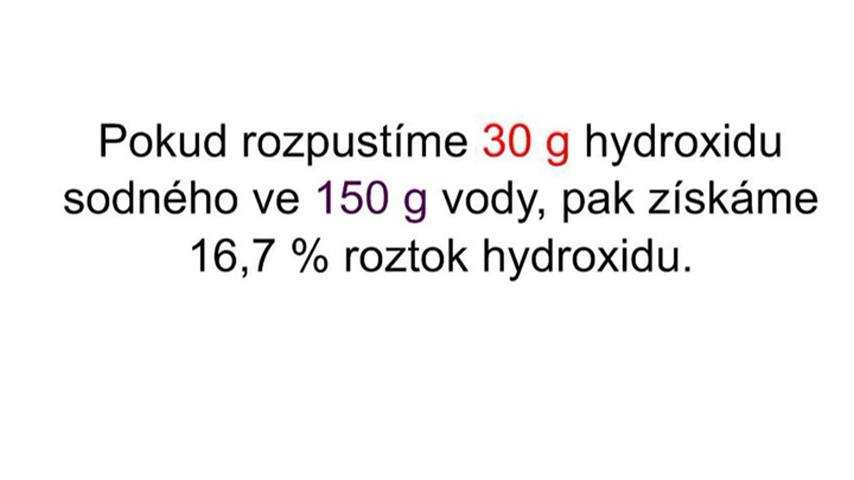 Pokud rozpustíme 30 g hydroxidu
sodného ve 150 g vody, pak získáme
16,7 % roztok hydroxidu.